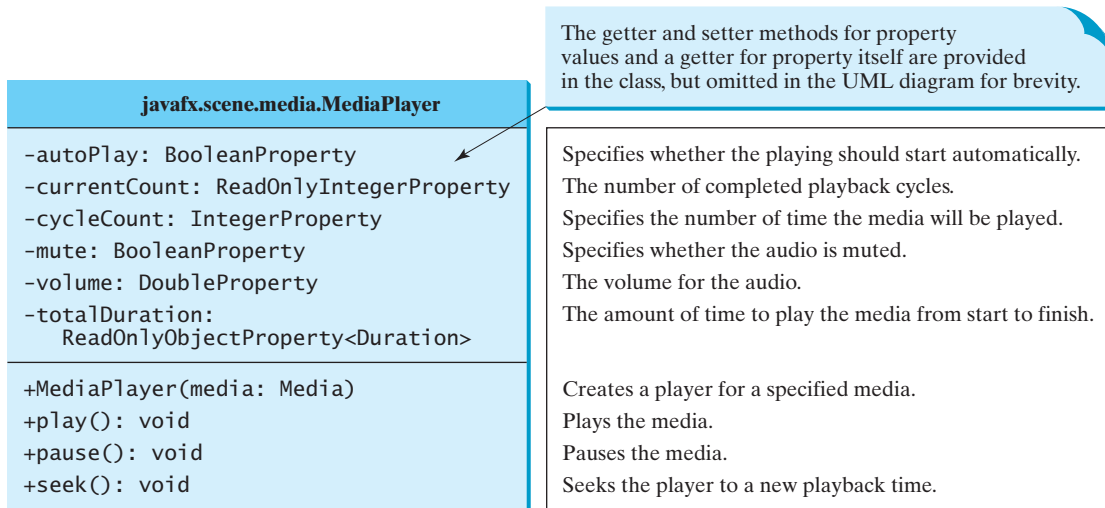 The getter and setter methods for property
values and a getter for property itself are provided
in the class, but omitted in the UML diagram for brevity.
javafx.scene.media.MediaPlayer
-autoPlay: BooleanProperty
Specifies whether the playing should start automatically.
-currentCount: ReadOnlyIntegerProperty
The number of completed playback cycles.
-cycleCount: IntegerProperty
Specifies the number of time the media will be played.
-mute: BooleanProperty
Specifies whether the audio is muted.
-volume: DoubleProperty
The volume for the audio.
-totalDuration:
ReadOnlyObjectProperty<Duration>
The amount of time to play the media from start to finish.
+MediaPlayer(media: Media)
Creates a player for a specified media.
+play(): void
Plays the media.
+pause(): void
Pauses the media.
+seek(): void
Seeks the player to a new playback time.